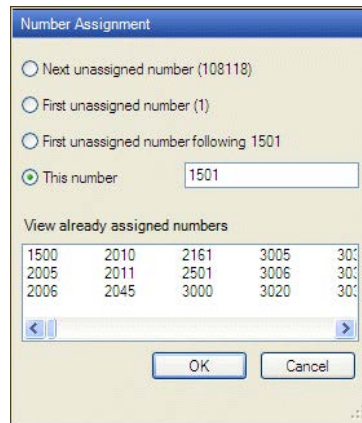 Number Assignment
Next unassigned number (108118)
First unassigned number (1)
First unassigned number following 1501
This number 1501
View already assigned numbers
1500 2010 2161 3005
2005 2011 2501 3006
2006 2045 3000 3020
OK Cancel